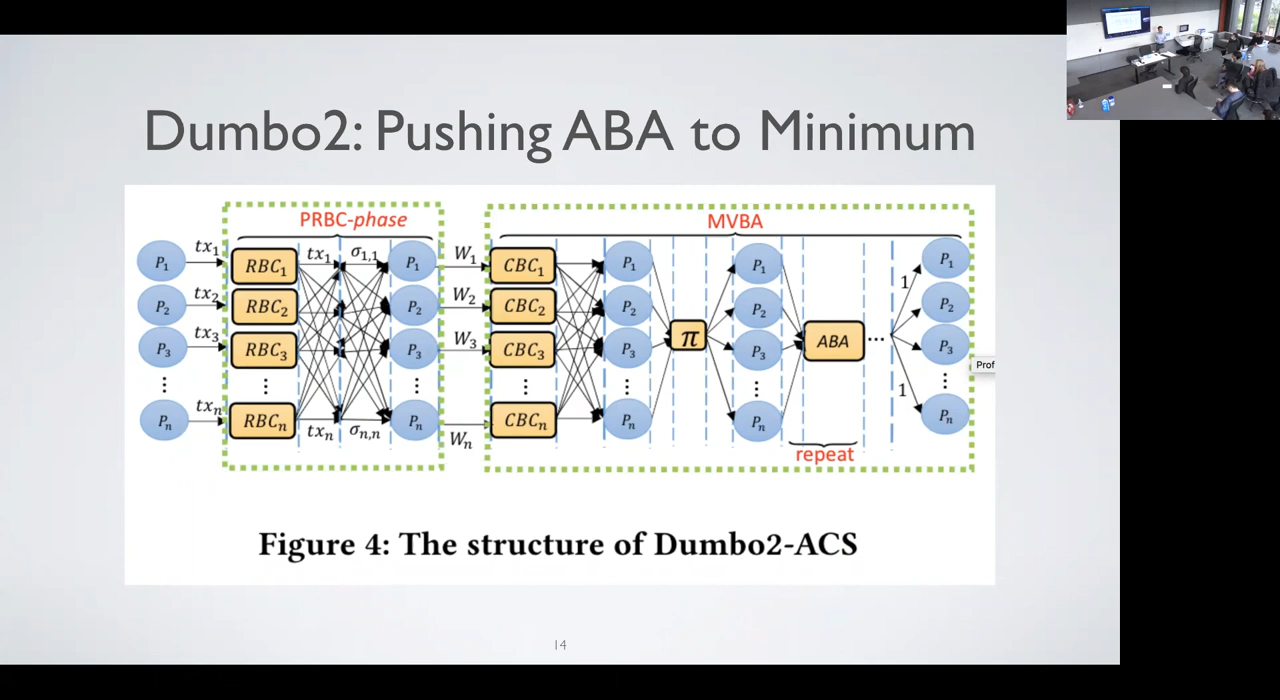 Dumbo2: Pushing ABA to Minimum
PRBC-phase
MVBA
P₁ tx₁ RBC₁ tx₁ σ₁,₁ P₁ W₁ CBC₁ P₁ P₁ 1 P₁
P₂ tx₂ RBC₂ P₂ W₂ CBC₂ P₂ P₂ P₂
P₃ tx₃ RBC₃ P₃ W₃ CBC₃ P₃ π P₃ ABA ... P₃
⋮ ⋮ ⋮ ⋮ ⋮ ⋮ ⋮
Pₙ txₙ RBCₙ txₙ σₙ,ₙ Pₙ Wₙ CBCₙ Pₙ Pₙ 1 Pₙ
repeat
Prof
Figure 4: The structure of Dumbo2-ACS
14